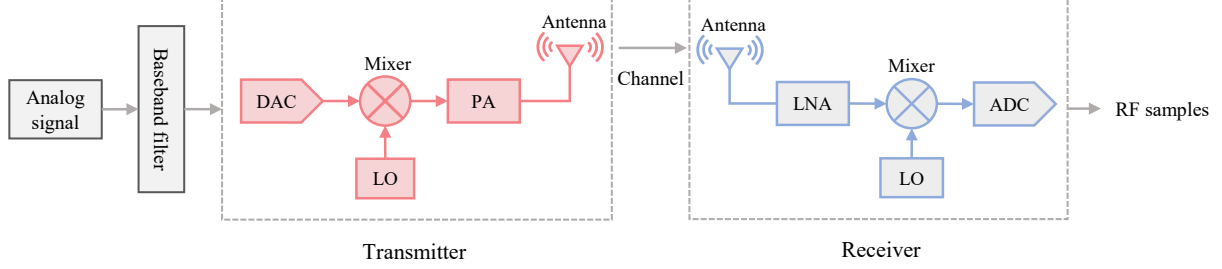 Analog
signal
Baseband filter
DAC
Mixer
LO
PA
Antenna
Transmitter
Channel
Antenna
LNA
Mixer
LO
ADC
Receiver
RF samples